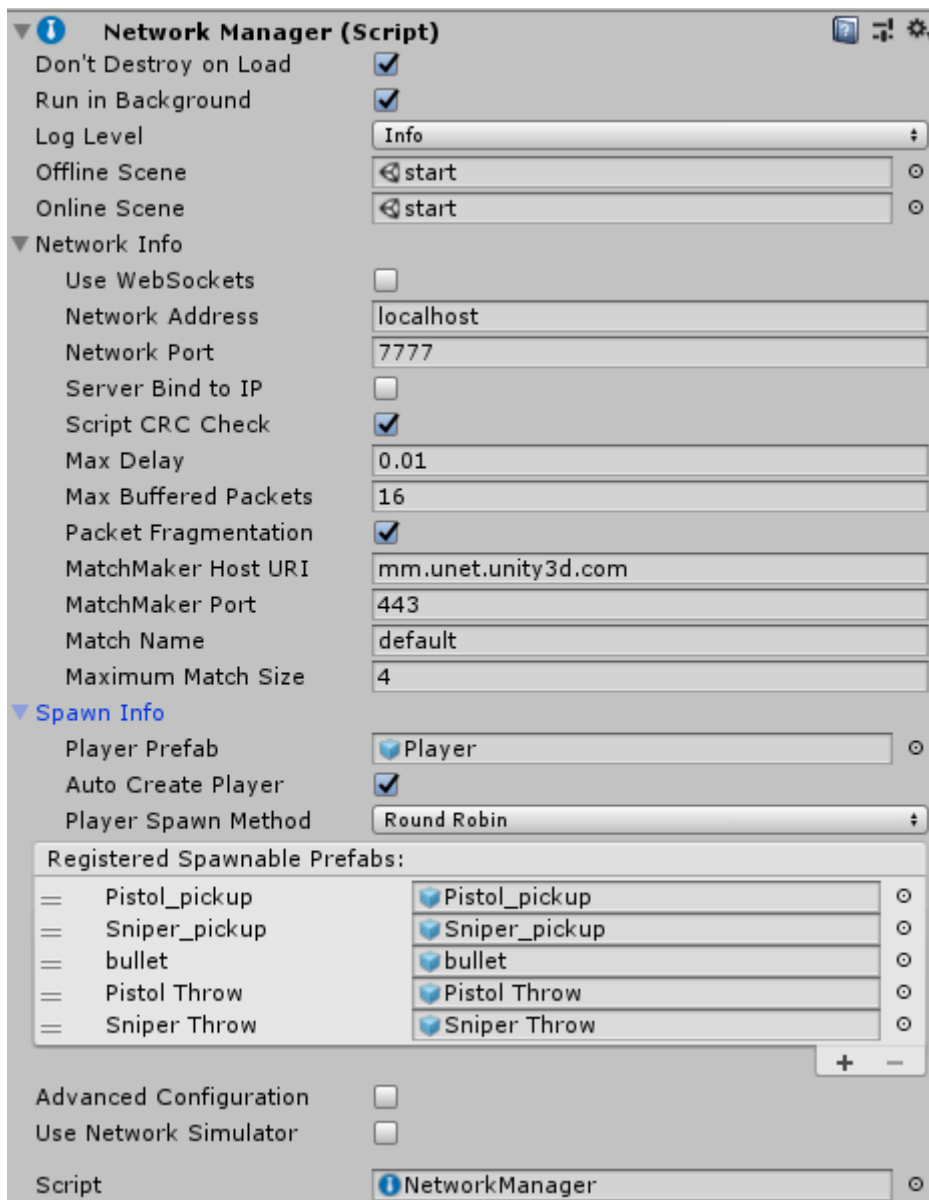 Network Manager (Script)
Don't Destroy on Load
Run in Background
Log Level Info
Offline Scene start
Online Scene start
Network Info
Use WebSockets
Network Address localhost
Network Port 7777
Server Bind to IP
Script CRC Check
Max Delay 0.01
Max Buffered Packets 16
Packet Fragmentation
MatchMaker Host URI mm.unet.unity3d.com
MatchMaker Port 443
Match Name default
Maximum Match Size 4
Spawn Info
Player Prefab Player
Auto Create Player
Player Spawn Method Round Robin
Registered Spawnable Prefabs:
Pistol_pickup Pistol_pickup
Sniper_pickup Sniper_pickup
bullet bullet
Pistol Throw Pistol Throw
Sniper Throw Sniper Throw
+ −
Advanced Configuration
Use Network Simulator
Script NetworkManager